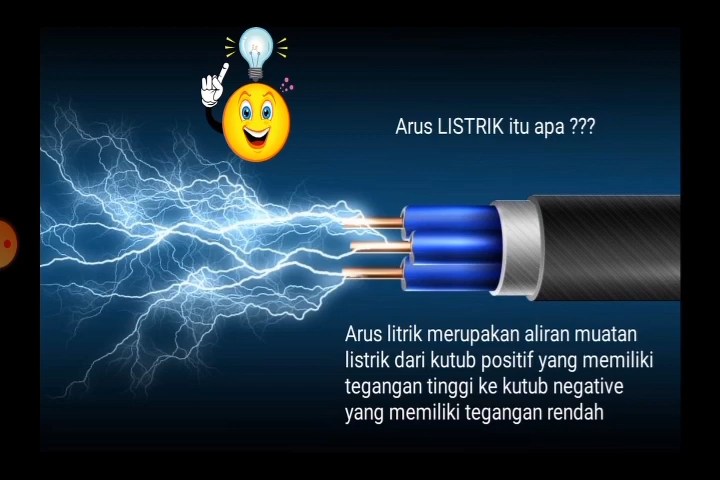 Arus LISTRIK itu apa ???
Arus litrik merupakan aliran muatan
listrik dari kutub positif yang memiliki
tegangan tinggi ke kutub negative
yang memiliki tegangan rendah